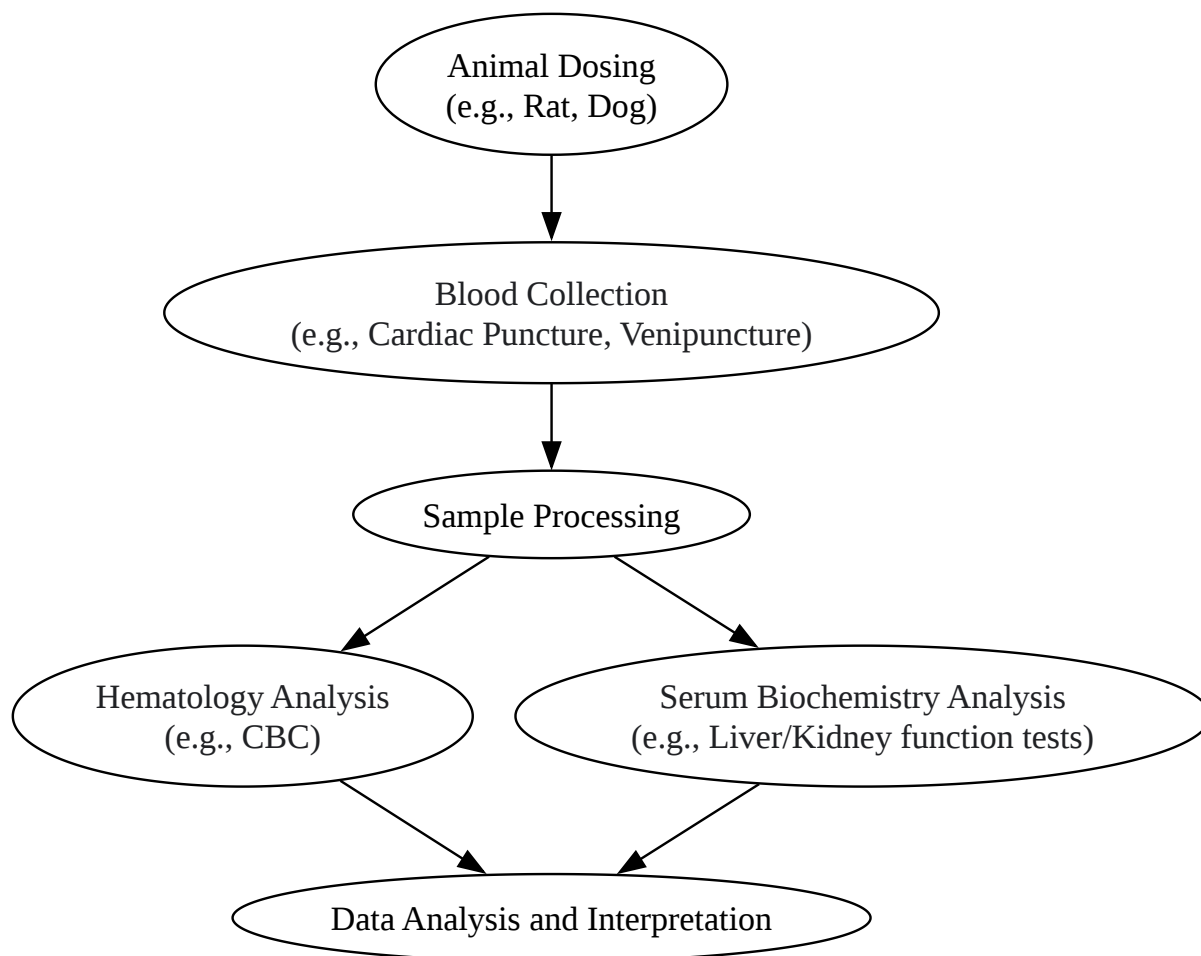 Animal Dosing
(e.g., Rat, Dog)
Blood Collection
(e.g., Cardiac Puncture, Venipuncture)
Sample Processing
Hematology Analysis
(e.g., CBC)
Serum Biochemistry Analysis
(e.g., Liver/Kidney function tests)
Data Analysis and Interpretation